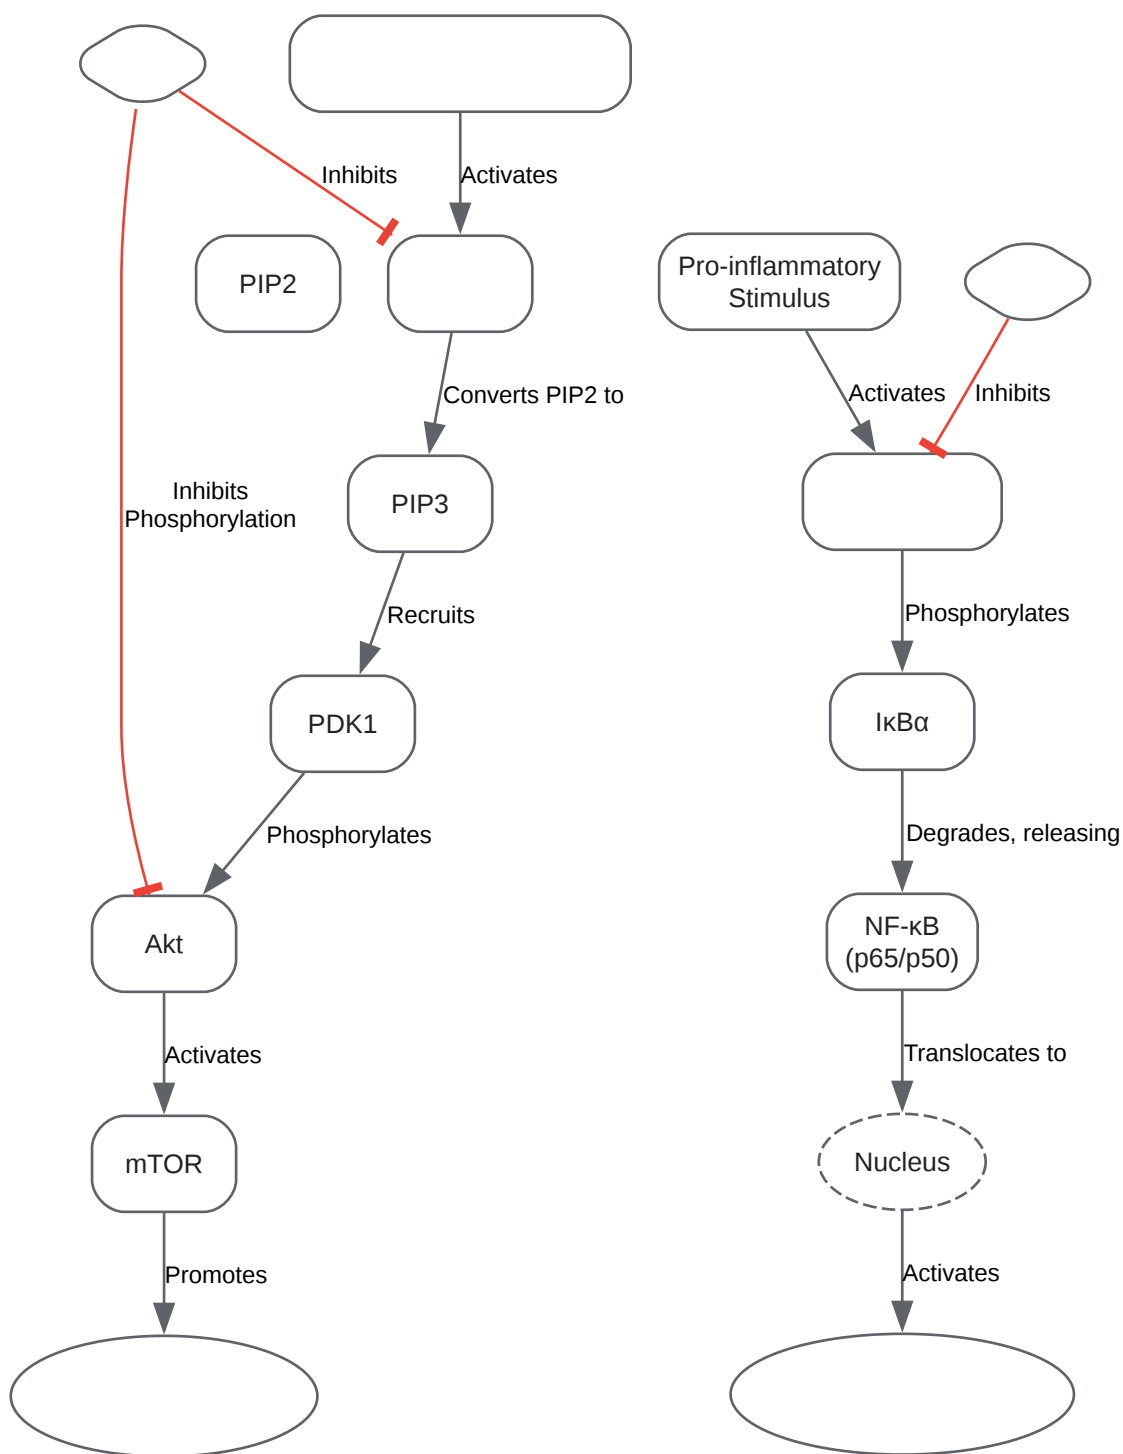 Inhibits
Activates
PIP2
Pro-inflammatory
Stimulus
Converts PIP2 to
Activates
Inhibits
Inhibits
Phosphorylation
PIP3
Recruits
Phosphorylates
PDK1
IκBα
Phosphorylates
Degrades, releasing
Akt
NF-κB
(p65/p50)
Activates
Translocates to
mTOR
Nucleus
Promotes
Activates